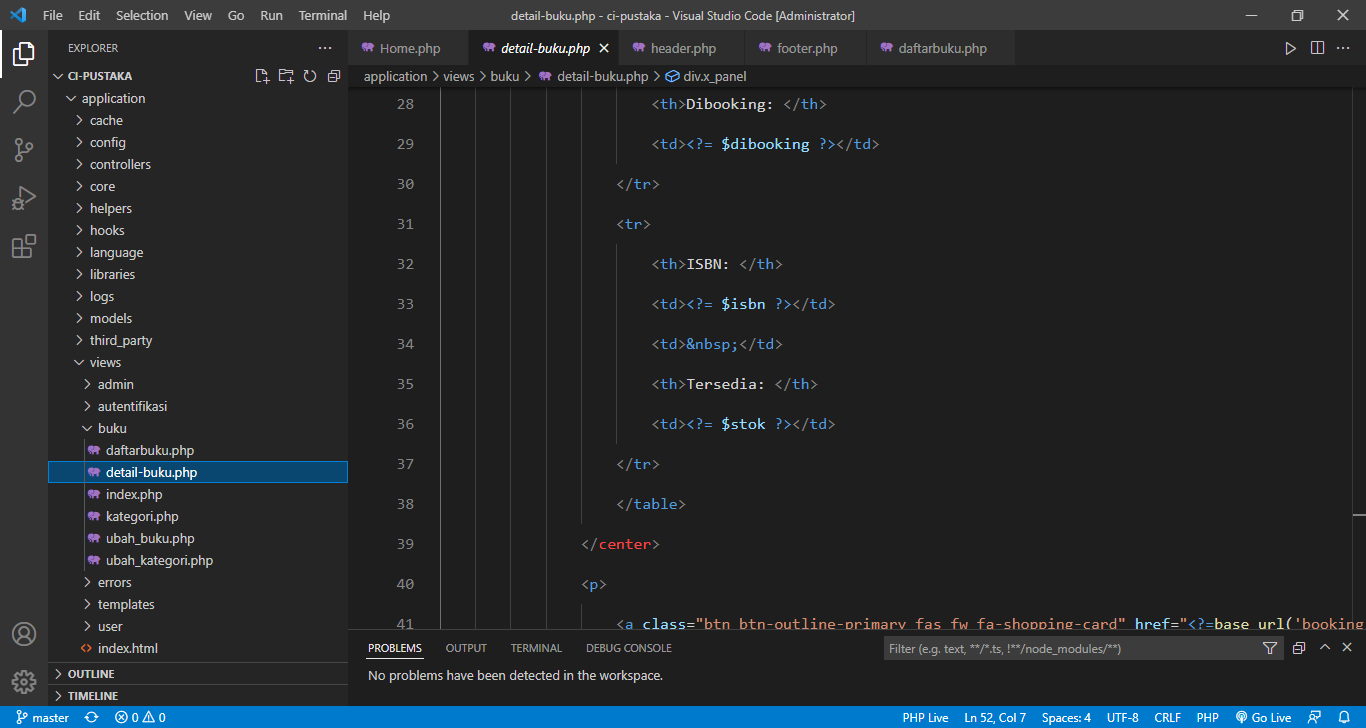 File Edit Selection View Go Run Terminal Help detail-buku.php - ci-pustaka - Visual Studio Code [Administrator]
EXPLORER
CI-PUSTAKA
application
cache
config
controllers
core
helpers
hooks
language
libraries
logs
models
third_party
views
admin
autentifikasi
buku
daftarbuku.php
detail-buku.php
index.php
kategori.php
ubah_buku.php
ubah_kategori.php
errors
templates
user
index.html
OUTLINE
TIMELINE
Home.php detail-buku.php header.php footer.php daftarbuku.php
application > views > buku > detail-buku.php > div.x_panel
28 <th>Dibooking: </th>
29 <td><?= $dibooking ?></td>
30 </tr>
31 <tr>
32 <th>ISBN: </th>
33 <td><?= $isbn ?></td>
34 <td>&nbsp;</td>
35 <th>Tersedia: </th>
36 <td><?= $stok ?></td>
37 </tr>
38 </table>
39 </center>
40 <p>
41 <a class="btn btn-outline-primary fas fw fa-shopping-card" href="<?=base_url('booking
PROBLEMS OUTPUT TERMINAL DEBUG CONSOLE Filter (e.g. text, **/*.ts, !**/node_modules/**)
No problems have been detected in the workspace.
master 0 0 PHP Live Ln 52, Col 7 Spaces: 4 UTF-8 CRLF PHP Go Live